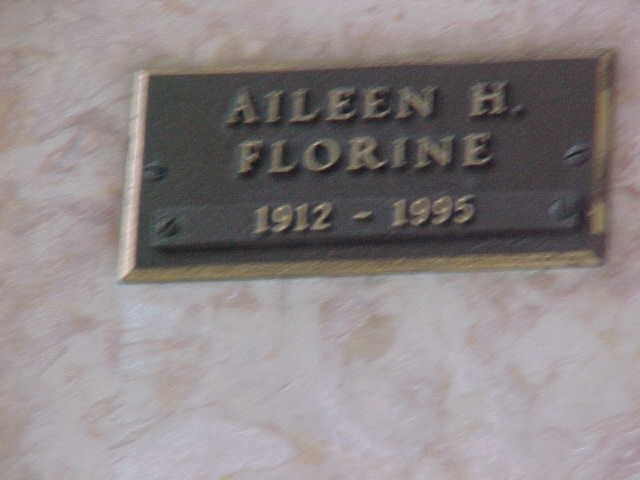 AILEEN H.
FLORINE
1912 - 1995